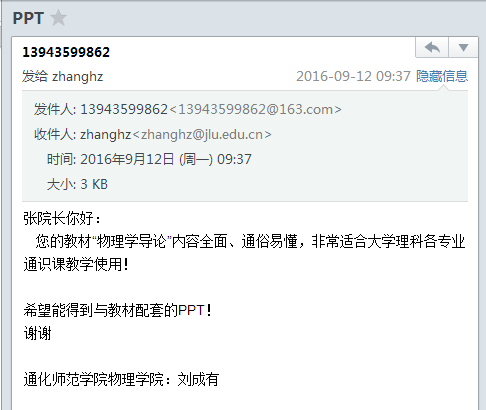 PPT
13943599862
发给 zhanghz 2016-09-12 09:37 隐藏信息
发件人: 13943599862<13943599862@163.com>
收件人: zhanghz<zhanghz@jlu.edu.cn>
时间: 2016年9月12日 (周一) 09:37
大小: 3 KB
张院长你好：
您的教材“物理学导论”内容全面、通俗易懂，非常适合大学理科各专业
通识课教学使用！
希望能得到与教材配套的PPT！
谢谢
通化师范学院物理学院：刘成有